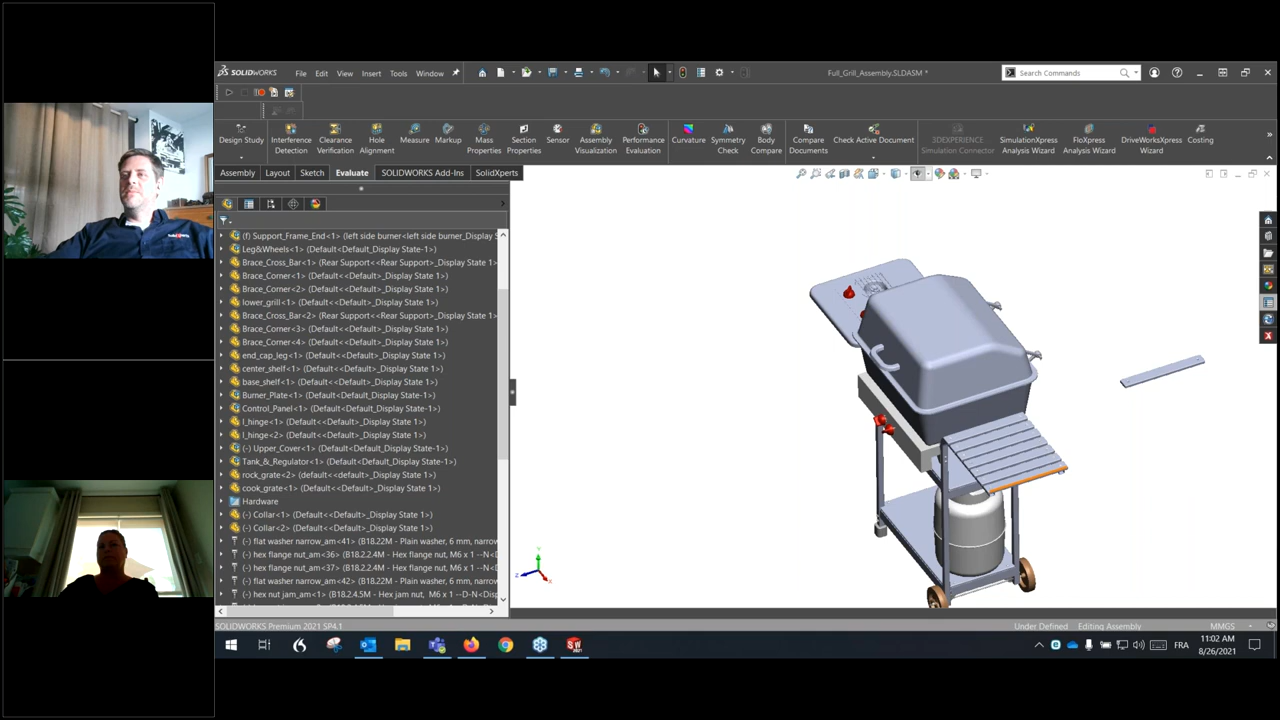 SOLIDWORKS File Edit View Insert Tools Window Full_Grill_Assembly.SLDASM * Search Commands
Design Study Interference Detection Clearance Verification Hole Alignment Measure Markup Mass Properties Section Properties Sensor Assembly Visualization Performance Evaluation Curvature Symmetry Check Body Compare Compare Documents Check Active Document 3DEXPERIENCE Simulation Connector SimulationXpress Analysis Wizard FloXpress Analysis Wizard DriveWorksXpress Wizard Costing
Assembly Layout Sketch Evaluate SOLIDWORKS Add-Ins SolidXperts
(f) Support_Frame_End<1> (left side burner<left side burner_Display S
Leg&Wheels<1> (Default<Default_Display State-1>)
Brace_Cross_Bar<1> (Rear Support<<Rear Support>_Display State 1>)
Brace_Corner<1> (Default<<Default>_Display State 1>)
Brace_Corner<2> (Default<<Default>_Display State 1>)
lower_grill<1> (Default<<Default>_Display State 1>)
Brace_Cross_Bar<2> (Rear Support<<Rear Support>_Display State 1>)
Brace_Corner<3> (Default<<Default>_Display State 1>)
Brace_Corner<4> (Default<<Default>_Display State 1>)
end_cap_leg<1> (Default<<Default>_Display State 1>)
center_shelf<1> (Default<<Default>_Display State 1>)
base_shelf<1> (Default<<Default>_Display State 1>)
Burner_Plate<1> (Default<Default_Display State-1>)
Control_Panel<1> (Default<Default_Display State-1>)
l_hinge<1> (Default<<Default>_Display State 1>)
l_hinge<2> (Default<<Default>_Display State 1>)
(-) Upper_Cover<1> (Default<Default_Display State-1>)
Tank_&_Regulator<1> (Default<Default_Display State-1>)
rock_grate<2> (default<<default>_Display State 1>)
cook_grate<1> (Default<<Default>_Display State 1>)
Hardware
(-) Collar<1> (Default<<Default>_Display State 1>)
(-) Collar<2> (Default<<Default>_Display State 1>)
(-) flat washer narrow_am<41> (B18.22M - Plain washer, 6 mm, narrow
(-) hex flange nut_am<36> (B18.2.2.4M - Hex flange nut, M6 x 1 --N<D
(-) hex flange nut_am<37> (B18.2.2.4M - Hex flange nut, M6 x 1 --N<D
(-) flat washer narrow_am<42> (B18.22M - Plain washer, 6 mm, narrow
(-) hex nut jam_am<1> (B18.2.4.5M - Hex jam nut, M6 x 1 --D-N<Disp
SOLIDWORKS Premium 2021 SP4.1 Under Defined Editing Assembly MMGS
FRA 11:02 AM
8/26/2021